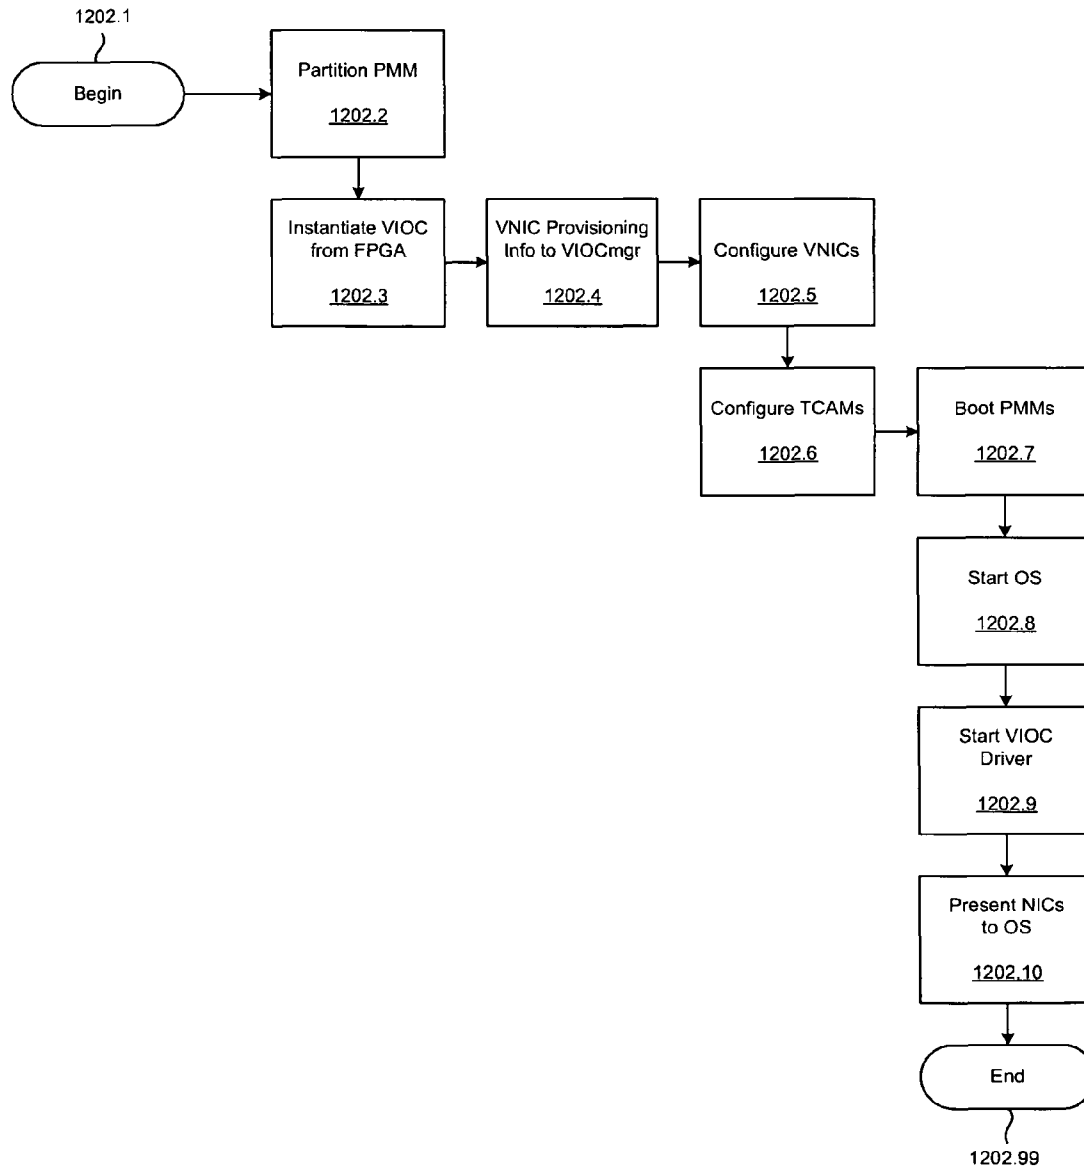 1202.1
Begin
Partition PMM
1202.2
Instantiate VIOC
from FPGA
1202.3
VNIC Provisioning
Info to VIOCmgr
1202.4
Configure VNICs
1202.5
Configure TCAMs
1202.6
Boot PMMs
1202.7
Start OS
1202.8
Start VIOC
Driver
1202.9
Present NICs
to OS
1202.10
End
1202.99